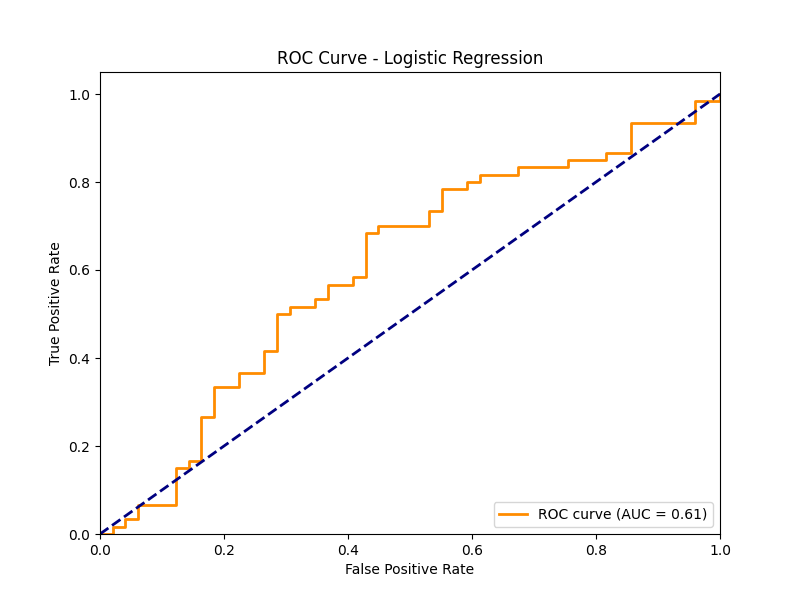 ROC Curve - Logistic Regression
True Positive Rate
1.0
0.8
0.6
0.4
0.2
0.0
0.0 0.2 0.4 0.6 0.8 1.0
False Positive Rate
ROC curve (AUC = 0.61)